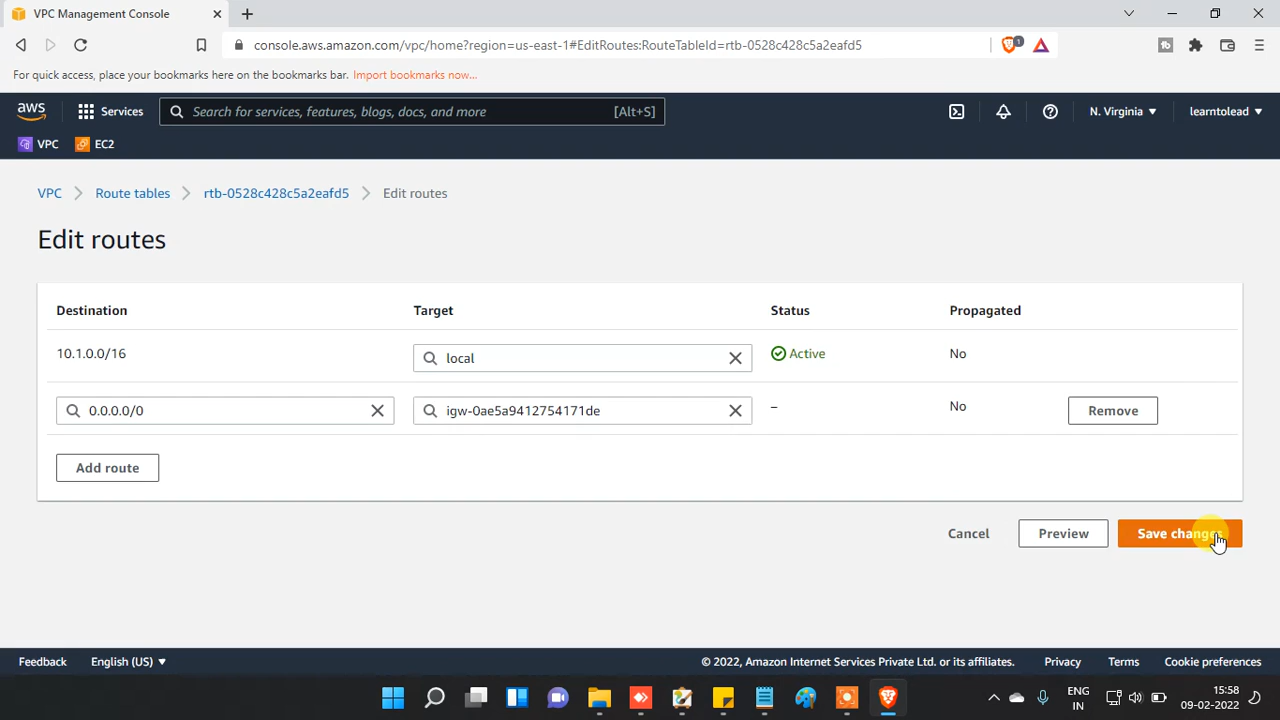 VPC Management Console
console.aws.amazon.com/vpc/home?region=us-east-1#EditRoutes:RouteTableId=rtb-0528c428c5a2eafd5
1
tb
For quick access, place your bookmarks here on the bookmarks bar. Import bookmarks now...
aws Services Search for services, features, blogs, docs, and more [Alt+S] N. Virginia learntolead
VPC EC2
VPC Route tables rtb-0528c428c5a2eafd5 Edit routes
Edit routes
Destination Target Status Propagated
10.1.0.0/16 local Active No
0.0.0.0/0 igw-0ae5a9412754171de – No Remove
Add route
Cancel Preview Save changes
Feedback English (US) © 2022, Amazon Internet Services Private Ltd. or its affiliates. Privacy Terms Cookie preferences
ENG 15:58
IN 09-02-2022